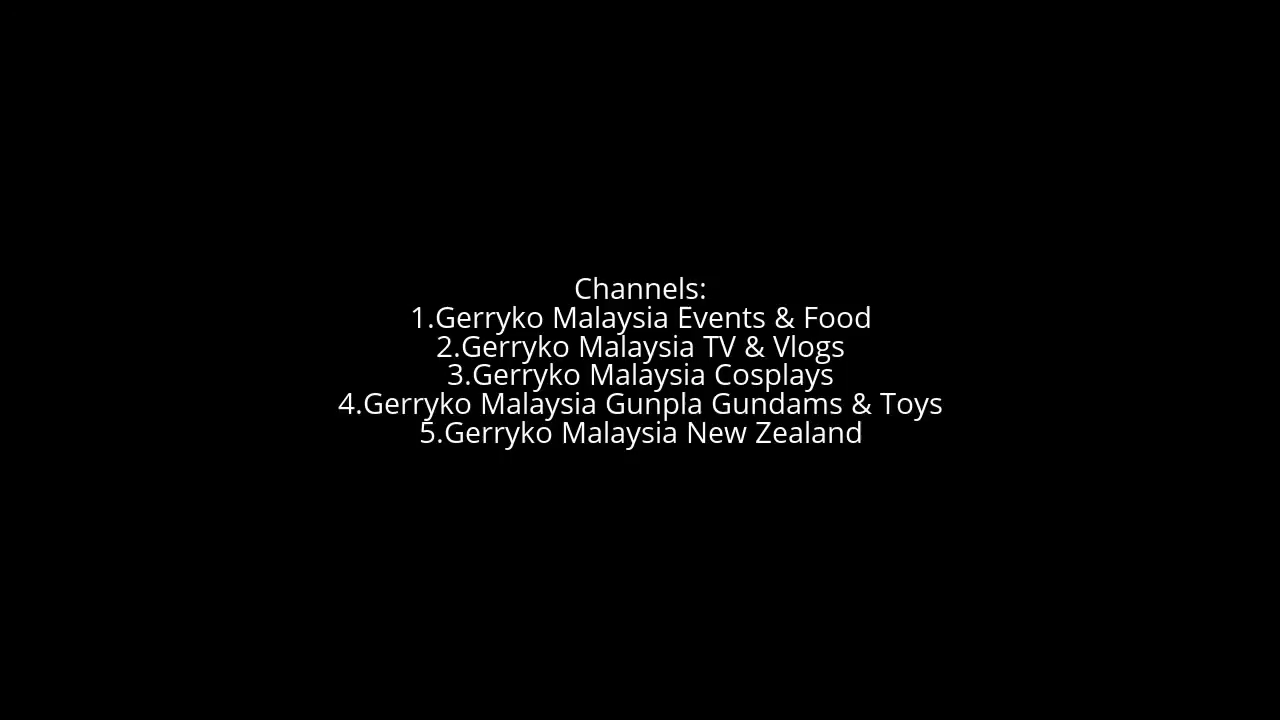 Channels:
1.Gerryko Malaysia Events & Food
2.Gerryko Malaysia TV & Vlogs
3.Gerryko Malaysia Cosplays
4.Gerryko Malaysia Gunpla Gundams & Toys
5.Gerryko Malaysia New Zealand